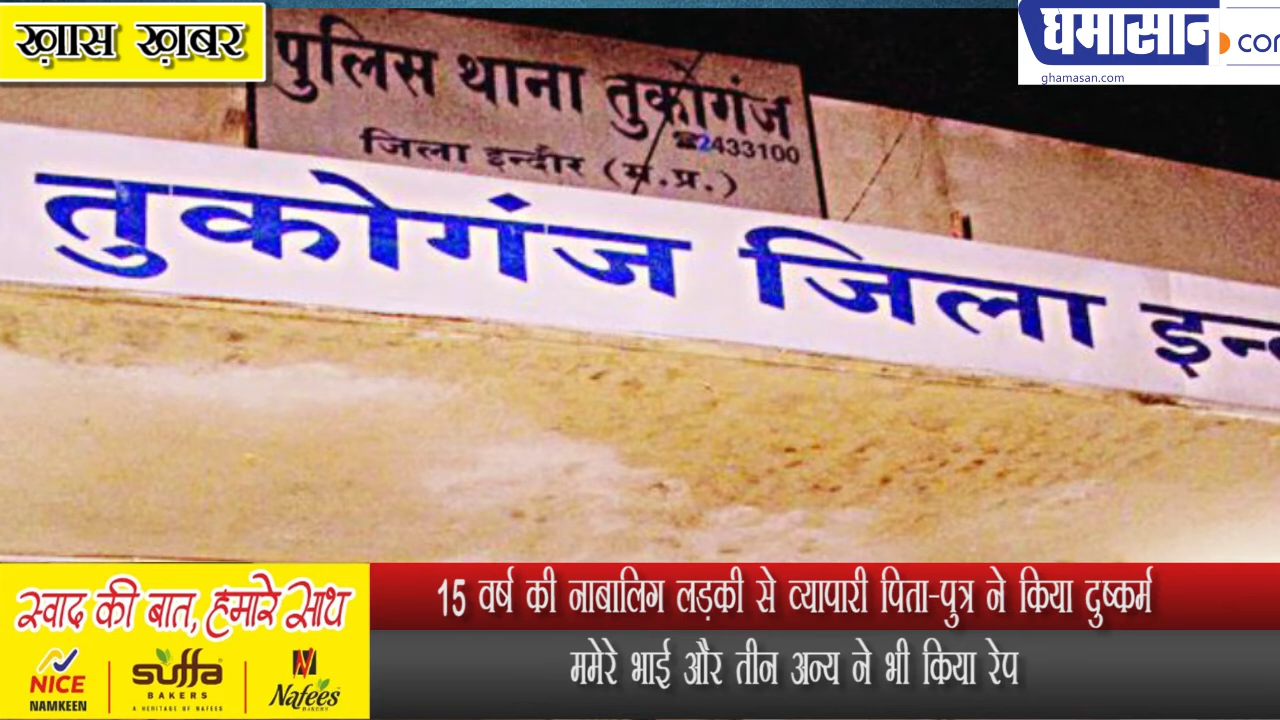 ख़ास ख़बर
घमासान.com
ghamasan.com
पुलिस थाना तुकोगंज
☎2433100
जिला इन्दौर (म.प्र.)
तुकोगंज जिला इन्द
स्वाद की बात, हमारे साथ
NICE
NAMKEEN
suffa
BAKERS
A HERITAGE OF NAFEES
Nafees
BAKERS
15 वर्ष की नाबालिग लड़की से व्यापारी पिता-पुत्र ने किया दुष्कर्म
ममेरे भाई और तीन अन्य ने भी किया रेप